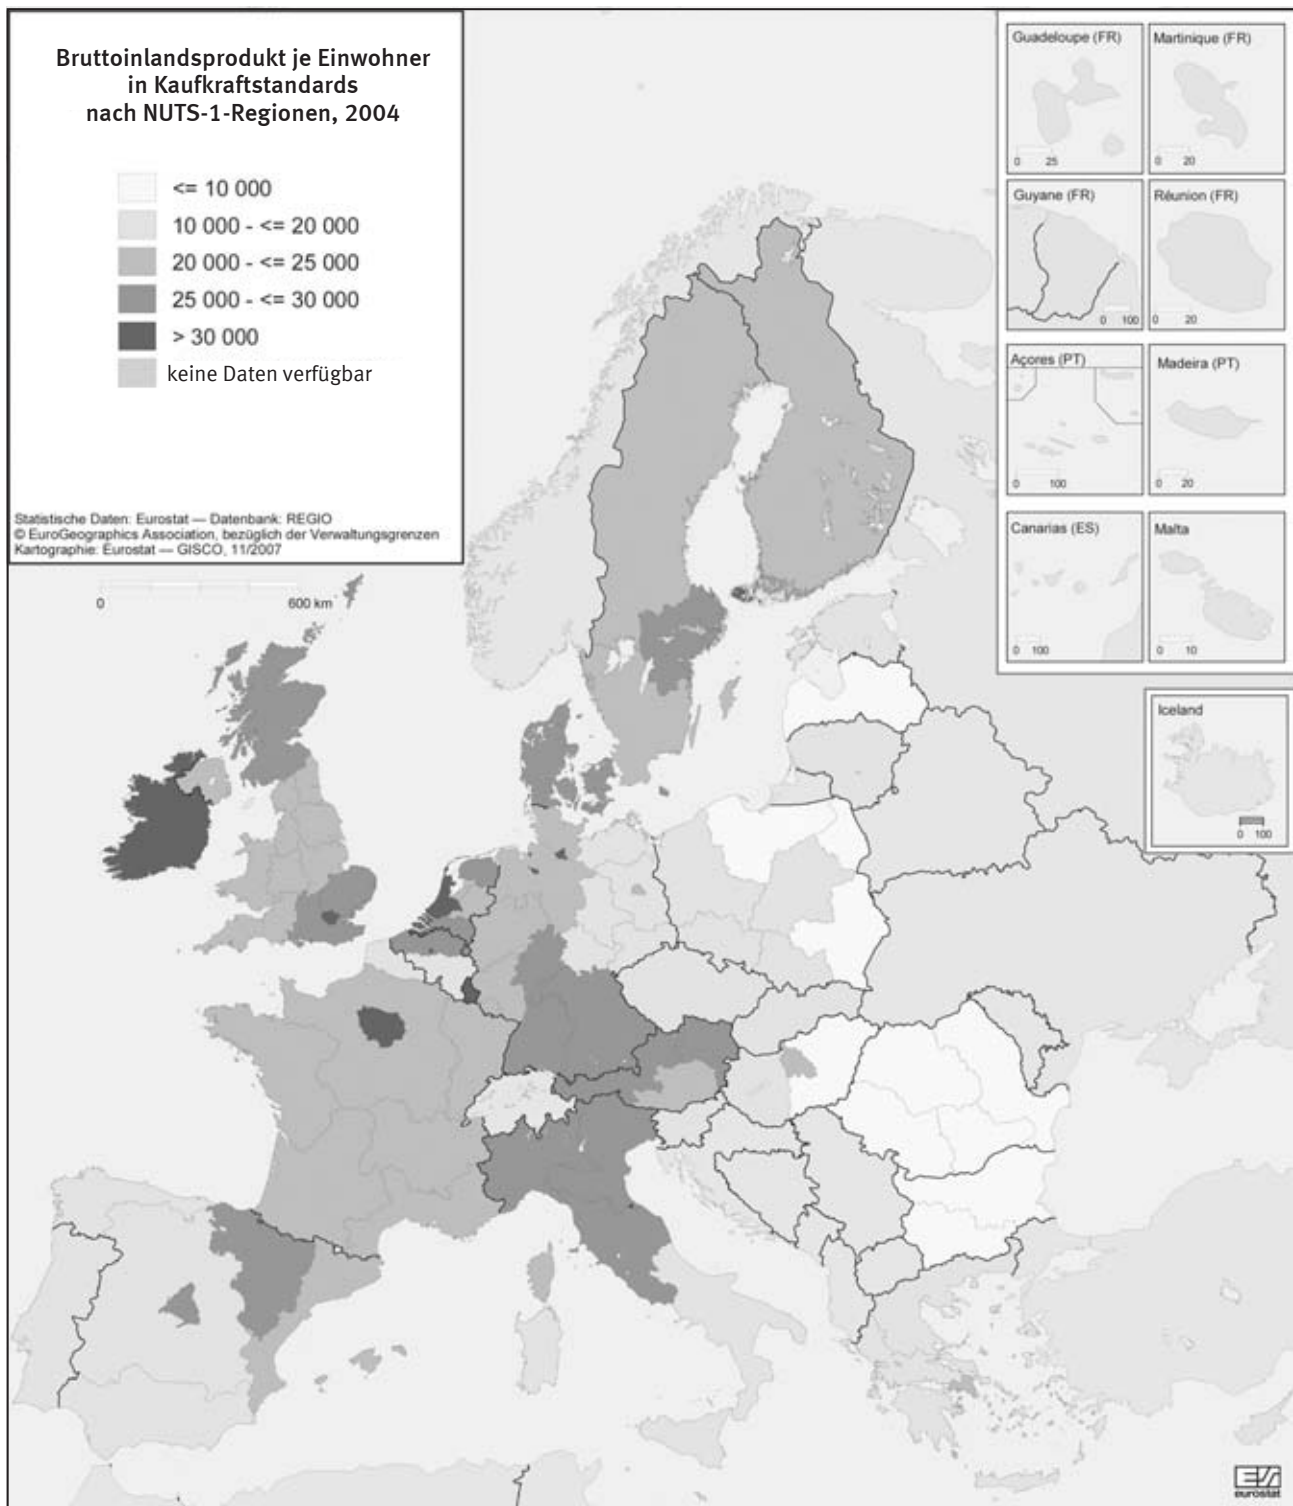 Bruttoinlandsprodukt je Einwohner
in Kaufkraftstandards
nach NUTS-1-Regionen, 2004
<= 10 000
10 000 - <= 20 000
20 000 - <= 25 000
25 000 - <= 30 000
> 30 000
keine Daten verfügbar
Statistische Daten: Eurostat — Datenbank: REGIO
© EuroGeographics Association, bezüglich der Verwaltungsgrenzen
Kartographie: Eurostat — GISCO, 11/2007
0 600 km
Guadeloupe (FR)
0 25
Martinique (FR)
0 20
Guyane (FR)
0 100
Réunion (FR)
0 20
Açores (PT)
0 100
Madeira (PT)
0 20
Canarias (ES)
0 100
Malta
0 10
Iceland
0 100
eurostat